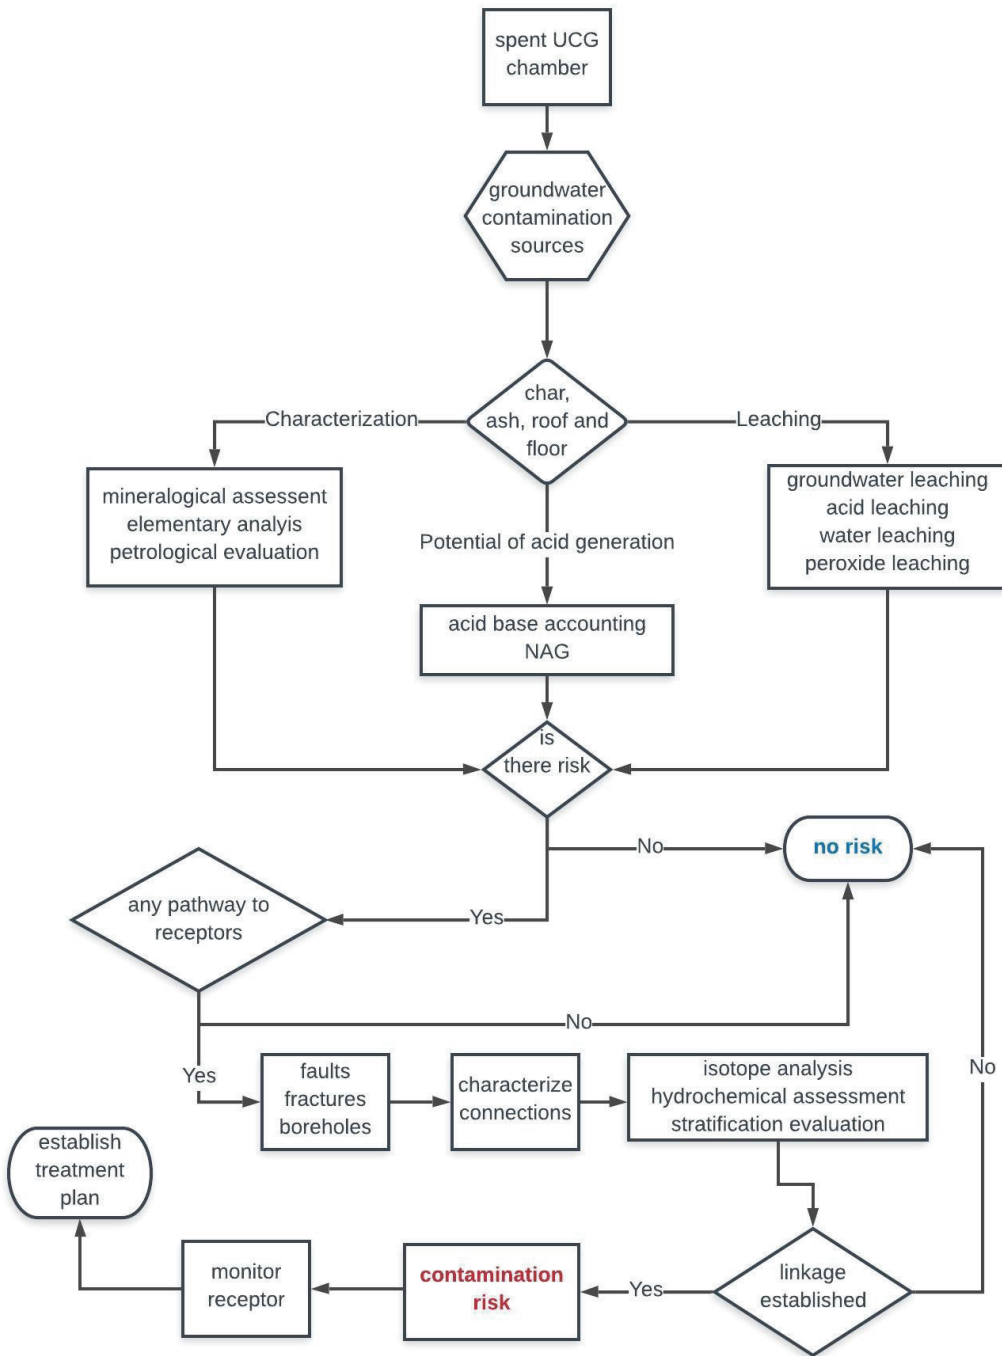 spent UCG
chamber
groundwater
contamination
sources
char,
ash, roof and
floor
Characterization
Leaching
mineralogical assessent
elementary analyis
petrological evaluation
Potential of acid generation
groundwater leaching
acid leaching
water leaching
peroxide leaching
acid base accounting
NAG
is
there risk
No
no risk
any pathway to
receptors
Yes
No
Yes
faults
fractures
boreholes
characterize
connections
isotope analysis
hydrochemical assessment
stratification evaluation
No
linkage
established
Yes
contamination
risk
monitor
receptor
establish
treatment
plan